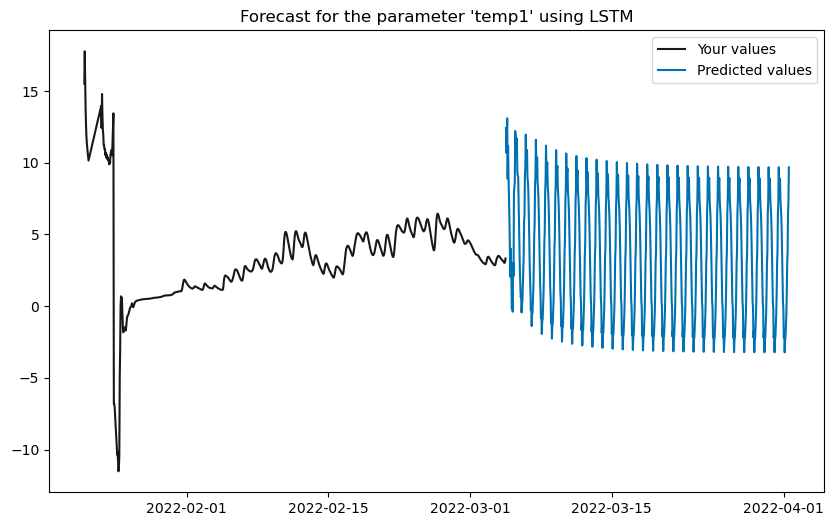 Forecast for the parameter 'temp1' using LSTM
Your values
Predicted values
15
10
5
0
−5
−10
2022-02-01 2022-02-15 2022-03-01 2022-03-15 2022-04-01